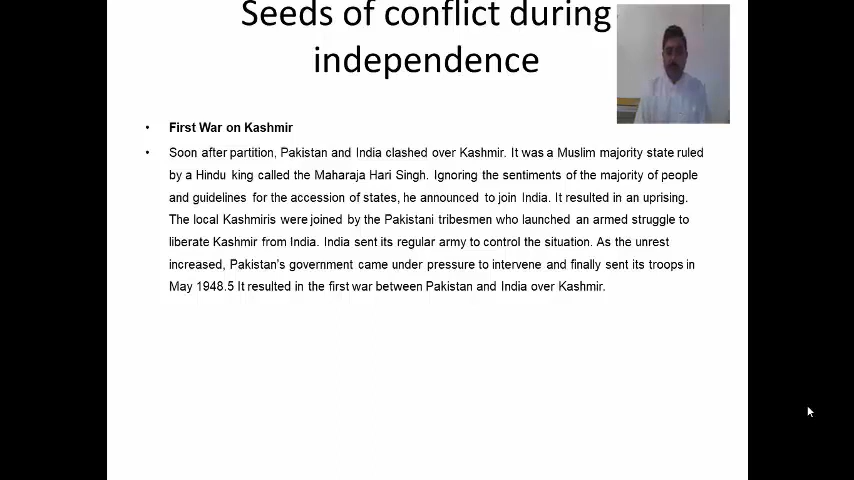 Seeds of conflict during
independence
• First War on Kashmir
• Soon after partition, Pakistan and India clashed over Kashmir. It was a Muslim majority state ruled
by a Hindu king called the Maharaja Hari Singh. Ignoring the sentiments of the majority of people
and guidelines for the accession of states, he announced to join India. It resulted in an uprising.
The local Kashmiris were joined by the Pakistani tribesmen who launched an armed struggle to
liberate Kashmir from India. India sent its regular army to control the situation. As the unrest
increased, Pakistan's government came under pressure to intervene and finally sent its troops in
May 1948.5 It resulted in the first war between Pakistan and India over Kashmir.